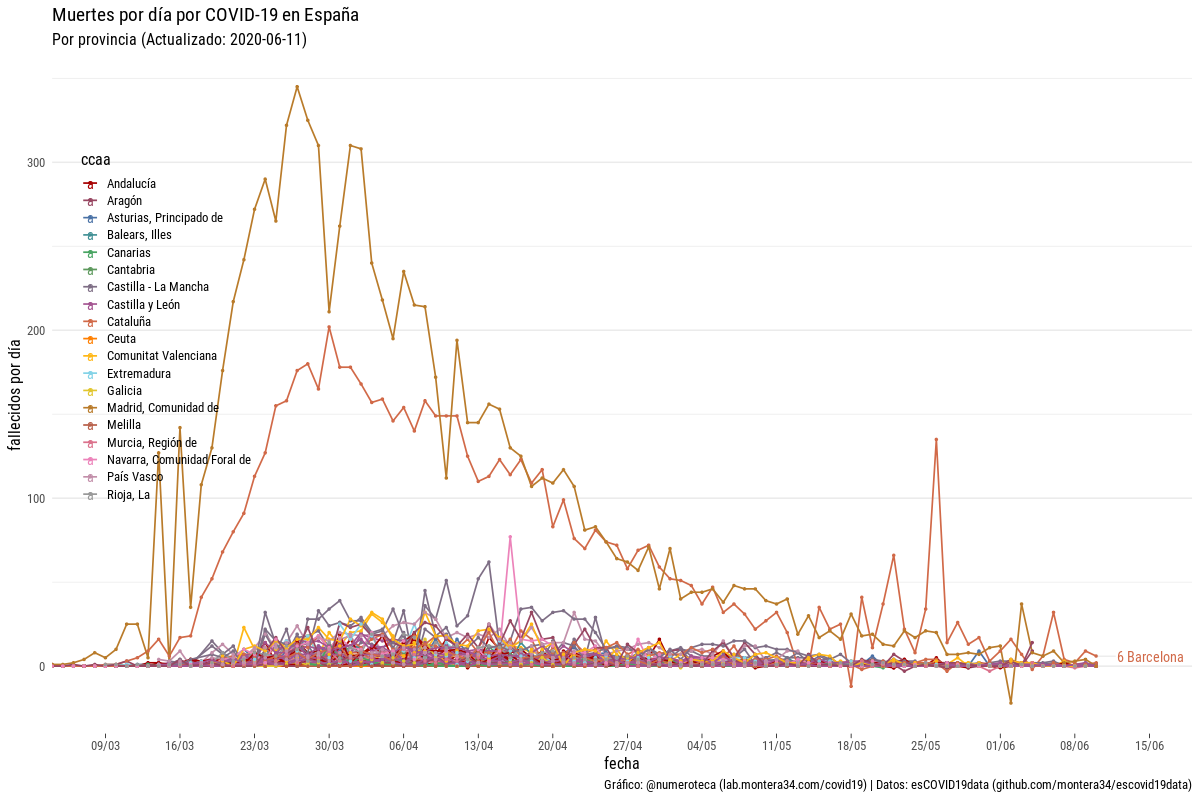 Muertes por día por COVID-19 en España
Por provincia (Actualizado: 2020-06-11)
fallecidos por día
300
200
100
0
ccaa
Andalucía
Aragón
Asturias, Principado de
Balears, Illes
Canarias
Cantabria
Castilla - La Mancha
Castilla y León
Cataluña
Ceuta
Comunitat Valenciana
Extremadura
Galicia
Madrid, Comunidad de
Melilla
Murcia, Región de
Navarra, Comunidad Foral de
País Vasco
Rioja, La
6 Barcelona
09/03 16/03 23/03 30/03 06/04 13/04 20/04 27/04 04/05 11/05 18/05 25/05 01/06 08/06 15/06
fecha
Gráfico: @numeroteca (lab.montera34.com/covid19) | Datos: esCOVID19data (github.com/montera34/escovid19data)